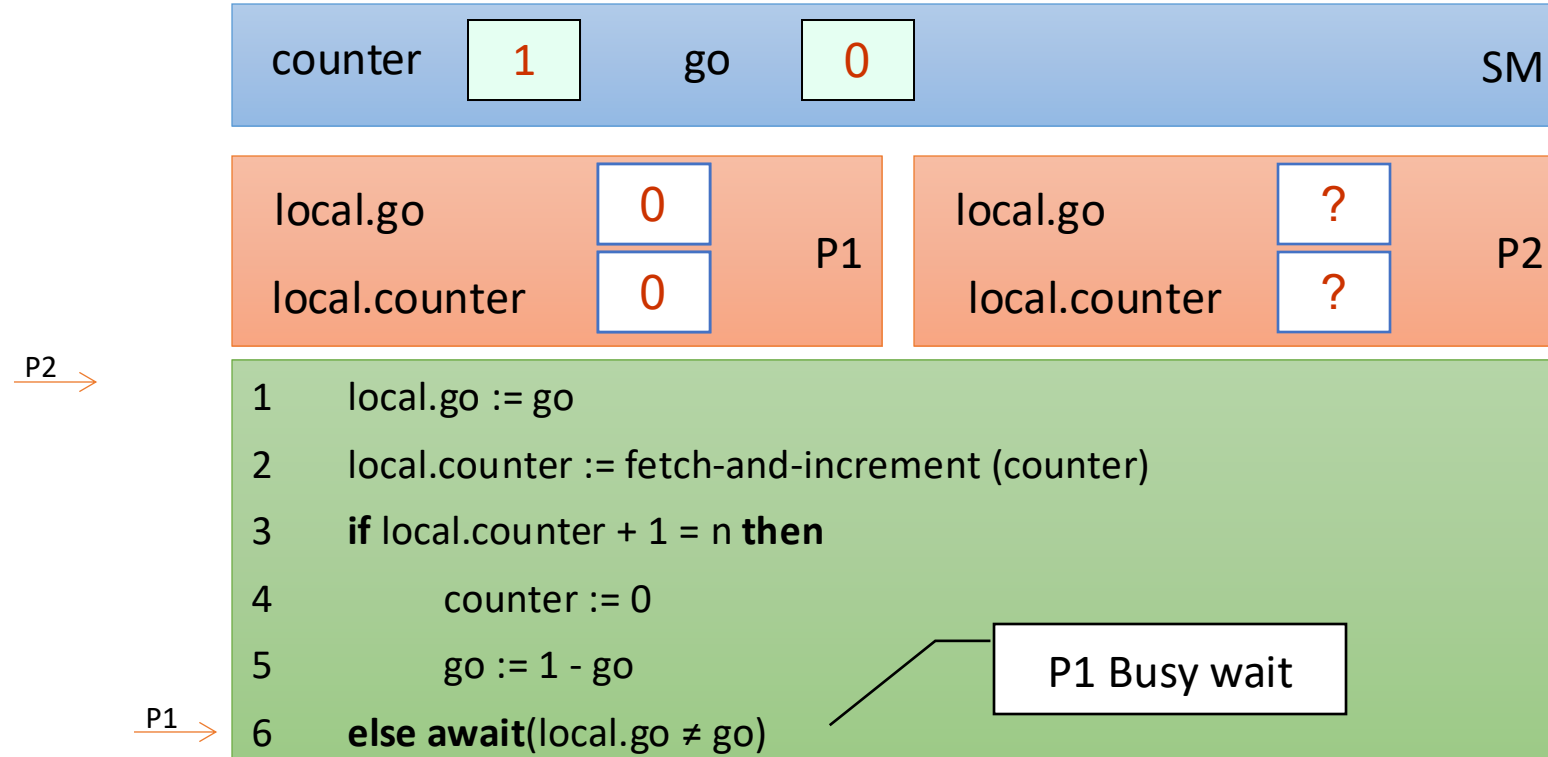 counter 1 go 0 SM
local.go 0 local.go ?
P1 P2
local.counter 0 local.counter ?
P2
1 local.go := go
2 local.counter := fetch-and-increment (counter)
3 if local.counter + 1 = n then
4 counter := 0
5 go := 1 - go
P1 Busy wait
P1
6 else await(local.go ≠ go)